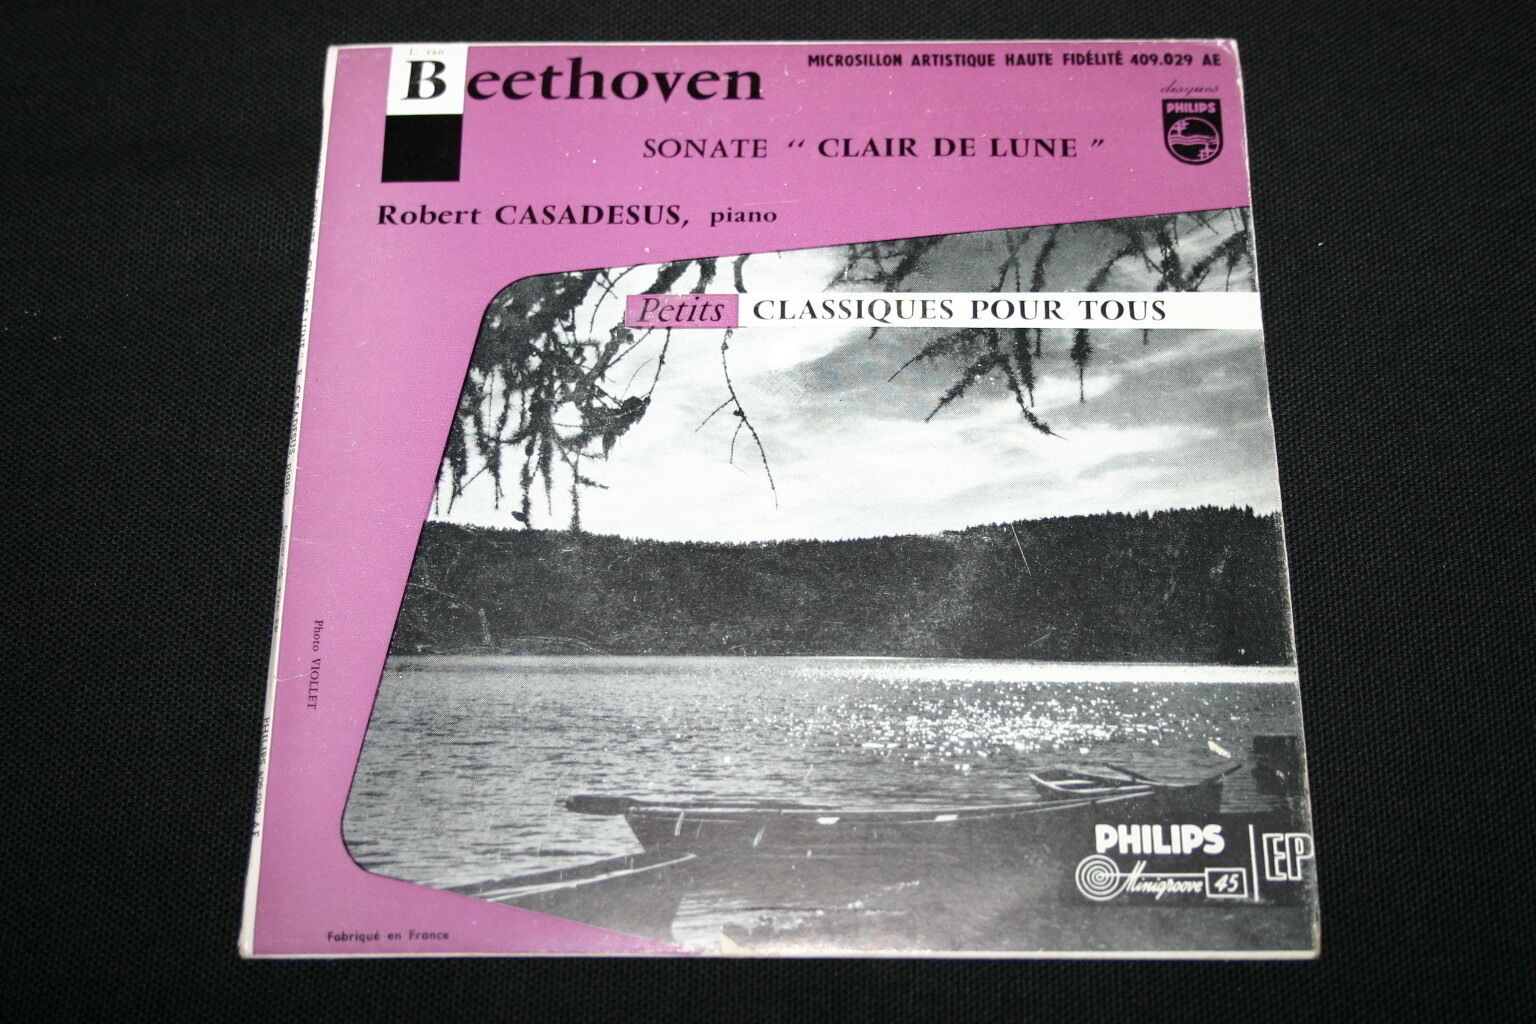 L. van
Beethoven
MICROSILLON ARTISTIQUE HAUTE FIDÉLITÉ 409.029 AE
disques
PHILIPS
SONATE “ CLAIR DE LUNE ”
Robert CASADESUS, piano
Petits CLASSIQUES POUR TOUS
Photo VIOLLET
PHILIPS
Minigroove 45
EP
Fabriqué en France